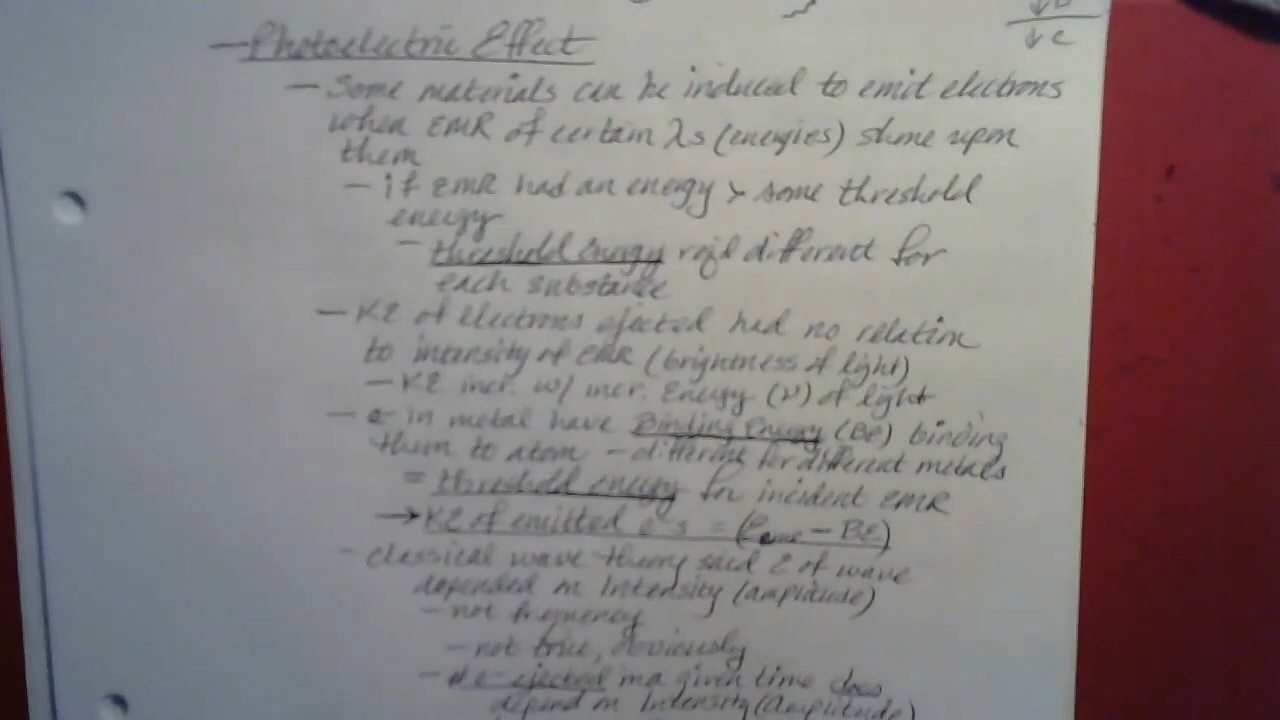 ↓e
— Photoelectric Effect
— Some materials can be induced to emit electrons
when EMR of certain λs (energies) shone upon
them
— if EMR had an energy > some threshold
energy
— threshold energy req'd different for
each substance
— KE of electrons ejected had no relation
to intensity of EMR (brightness of light)
— KE incr. w/ incr. Energy (ν) of light
— e⁻ in metal have Binding Energy (BE) binding
them to atom — different for different metals
= threshold energy for incident EMR
→ KE of emitted e⁻s = (E EMR — BE)
— classical wave theory said E of wave
depended on Intensity (amplitude)
— not frequency
— not true, obviously
— # e⁻ ejected in a given time does
depend on Intensity (Amplitude)